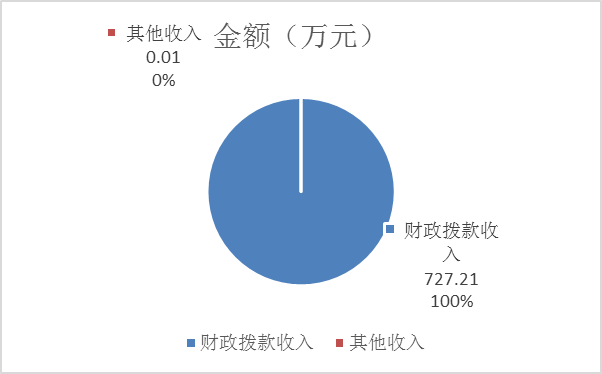 金额（万元）
其他收入
0.01
0%
财政拨款收
入
727.21
100%
财政拨款收入
其他收入